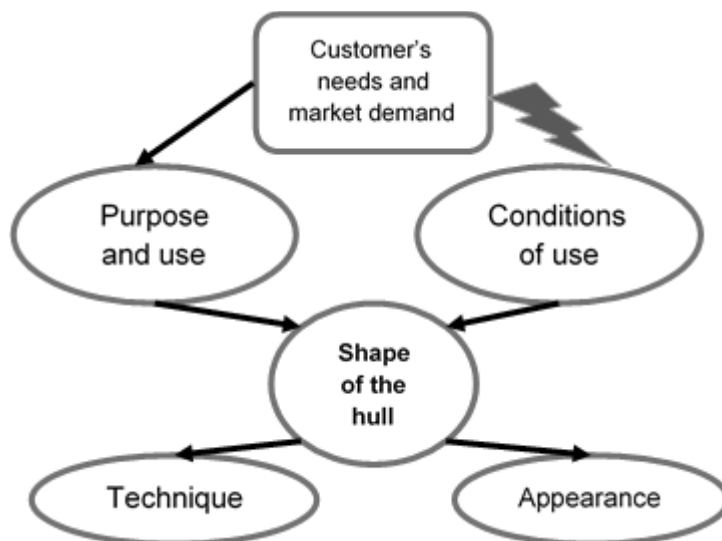 Customer’s
needs and
market demand
Purpose
and use
Conditions
of use
Shape
of the
hull
Technique
Appearance